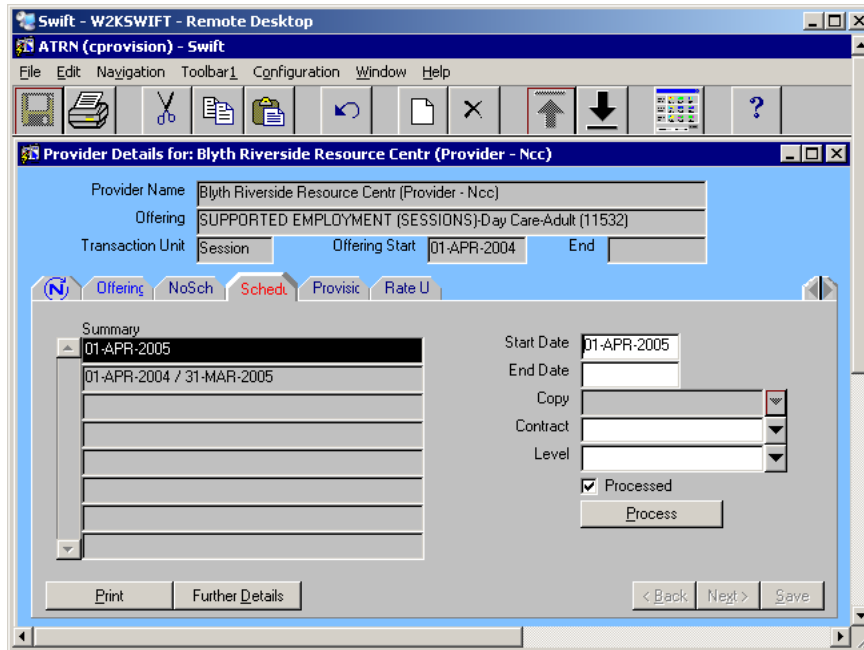 Swift - W2KSWIFT - Remote Desktop
ATRN (cprovision) - Swift
File Edit Navigation Toolbar1 Configuration Window Help
?
Provider Details for: Blyth Riverside Resource Centr (Provider - Ncc)
Provider Name Blyth Riverside Resource Centr (Provider - Ncc)
Offering SUPPORTED EMPLOYMENT (SESSIONS)-Day Care-Adult (11532)
Transaction Unit Session Offering Start 01-APR-2004 End
N Offering NoSch Schedu Provisic Rate U
Summary
01-APR-2005
01-APR-2004 / 31-MAR-2005
Start Date 01-APR-2005
End Date
Copy
Contract
Level
Processed
Process
Print Further Details < Back Next > Save